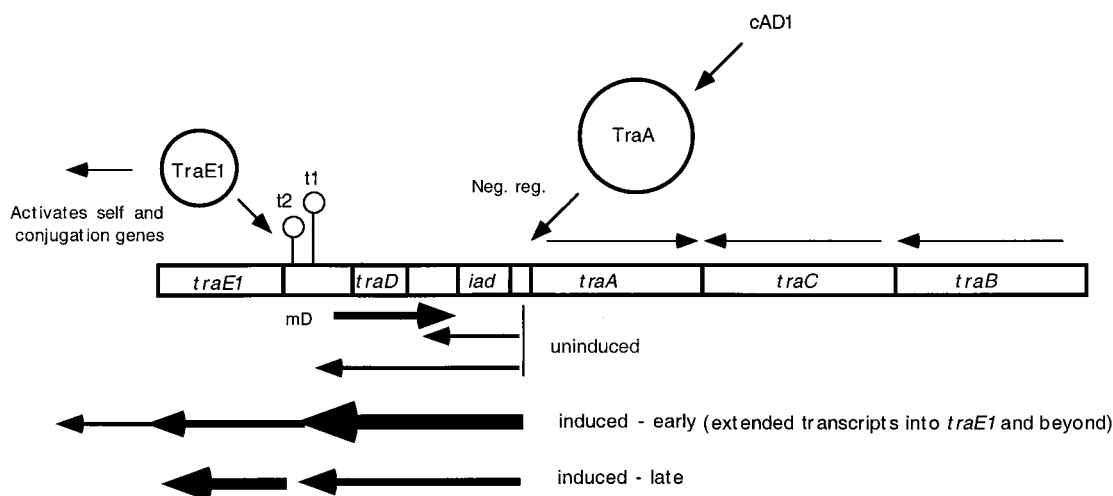 cAD1
TraA
TraE1
t1
t2
Neg. reg.
Activates self and
conjugation genes
traE1
traD
iad
traA
traC
traB
mD
uninduced
induced - early (extended transcripts into traE1 and beyond)
induced - late